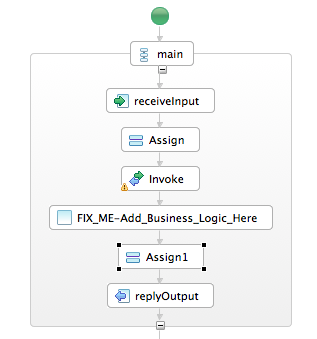 main
receiveInput
Assign
Invoke
FIX_ME-Add_Business_Logic_Here
Assign1
replyOutput